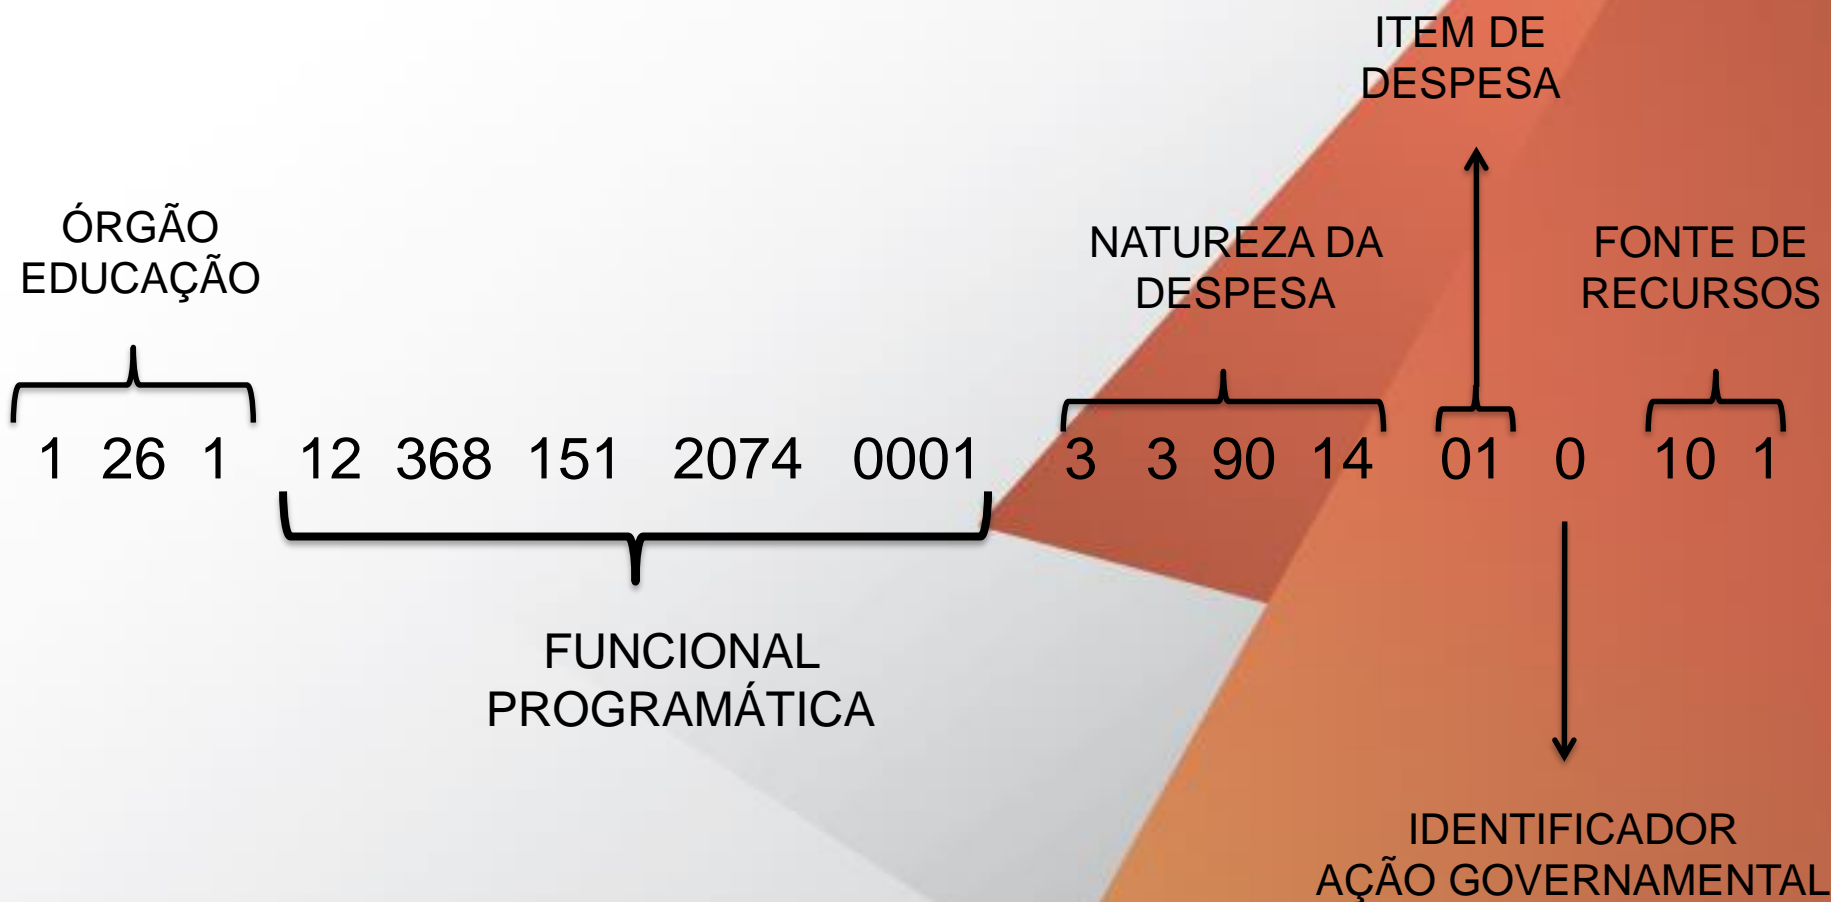 ITEM DE
DESPESA
ÓRGÃO
EDUCAÇÃO
NATUREZA DA
DESPESA
FONTE DE
RECURSOS
1 26 1 12 368 151 2074 0001 3 3 90 14 01 0 10 1
FUNCIONAL
PROGRAMÁTICA
IDENTIFICADOR
AÇÃO GOVERNAMENTAL